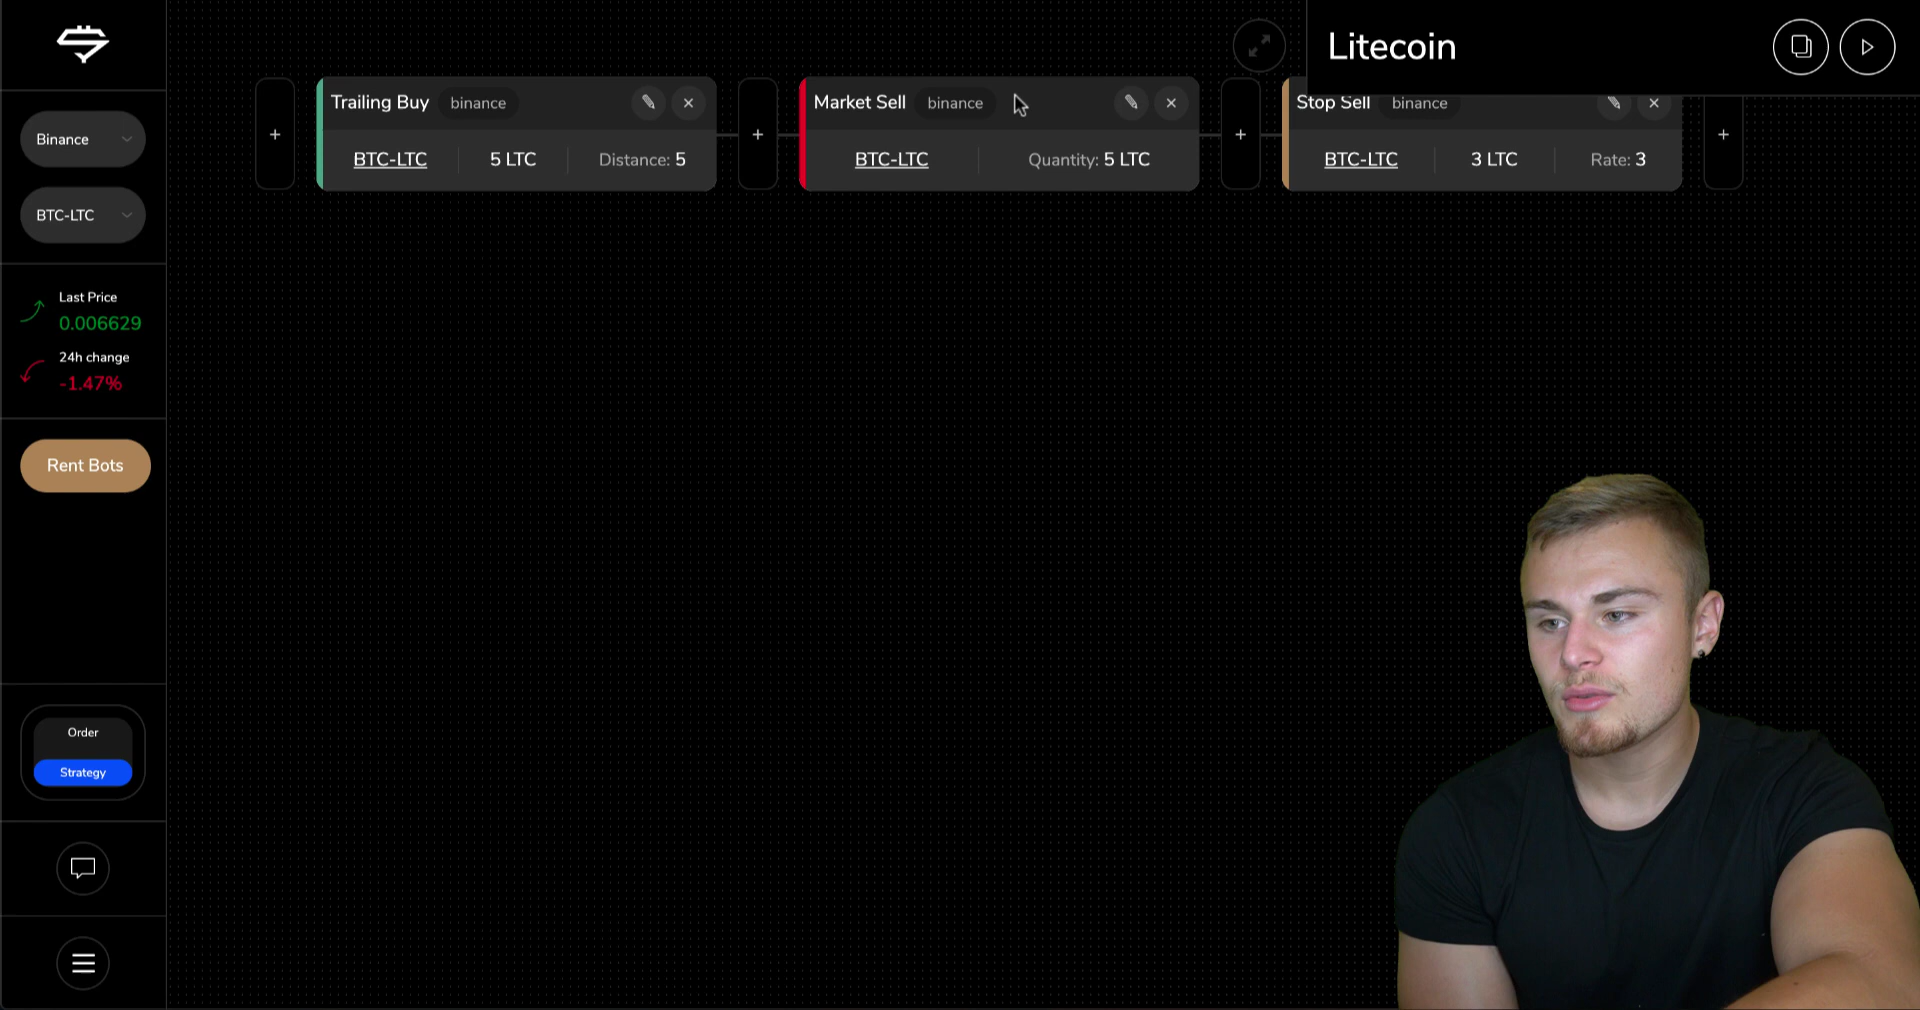 Litecoin
Trailing Buy binance
BTC-LTC 5 LTC Distance: 5
Market Sell binance
BTC-LTC Quantity: 5 LTC
Stop Sell binance
BTC-LTC 3 LTC Rate: 3
Binance
BTC-LTC
Last Price
0.006629
24h change
-1.47%
Rent Bots
Order
Strategy